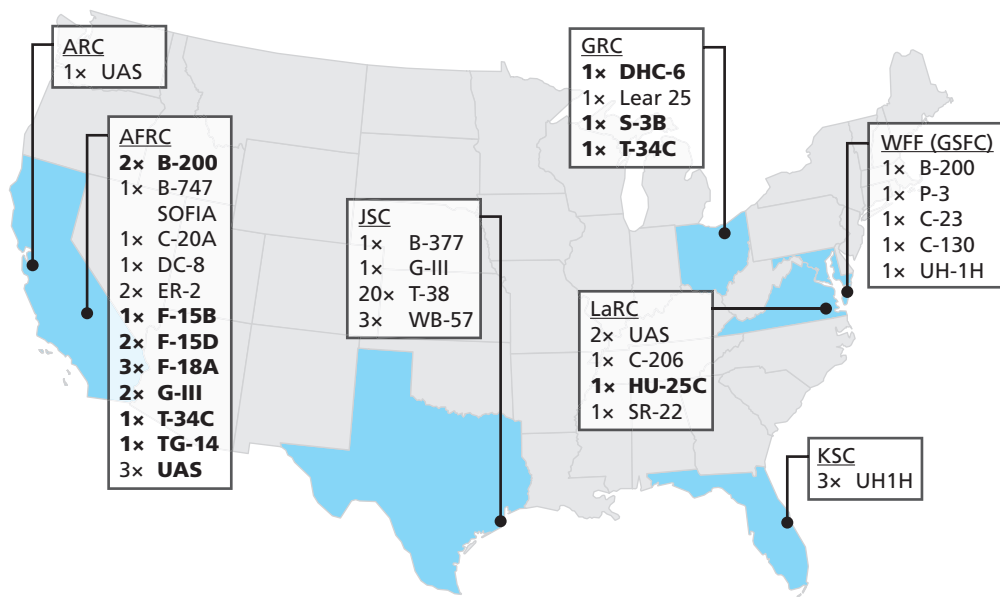 ARC
1× UAS
AFRC
2× B-200
1× B-747
SOFIA
1× C-20A
1× DC-8
2× ER-2
1× F-15B
2× F-15D
3× F-18A
2× G-III
1× T-34C
1× TG-14
3× UAS
JSC
1× B-377
1× G-III
20× T-38
3× WB-57
GRC
1× DHC-6
1× Lear 25
1× S-3B
1× T-34C
LaRC
2× UAS
1× C-206
1× HU-25C
1× SR-22
WFF (GSFC)
1× B-200
1× P-3
1× C-23
1× C-130
1× UH-1H
KSC
3× UH1H